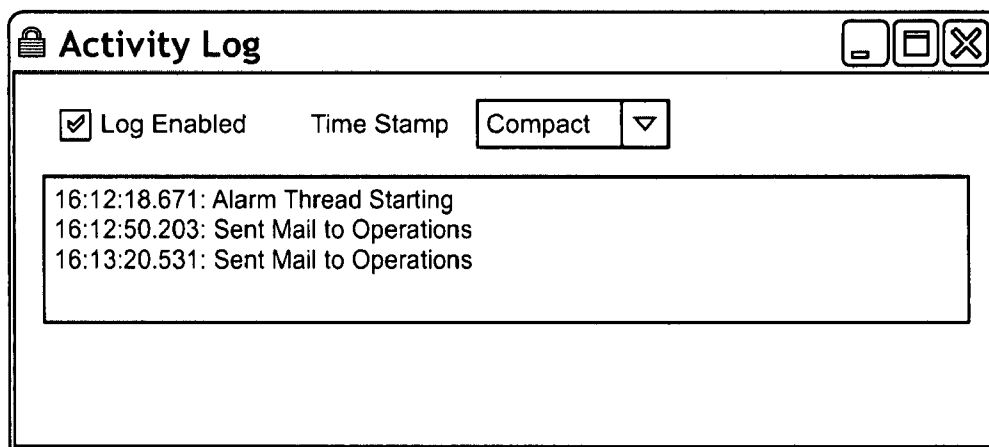 Activity Log
Log Enabled Time Stamp Compact
16:12:18.671: Alarm Thread Starting
16:12:50.203: Sent Mail to Operations
16:13:20.531: Sent Mail to Operations